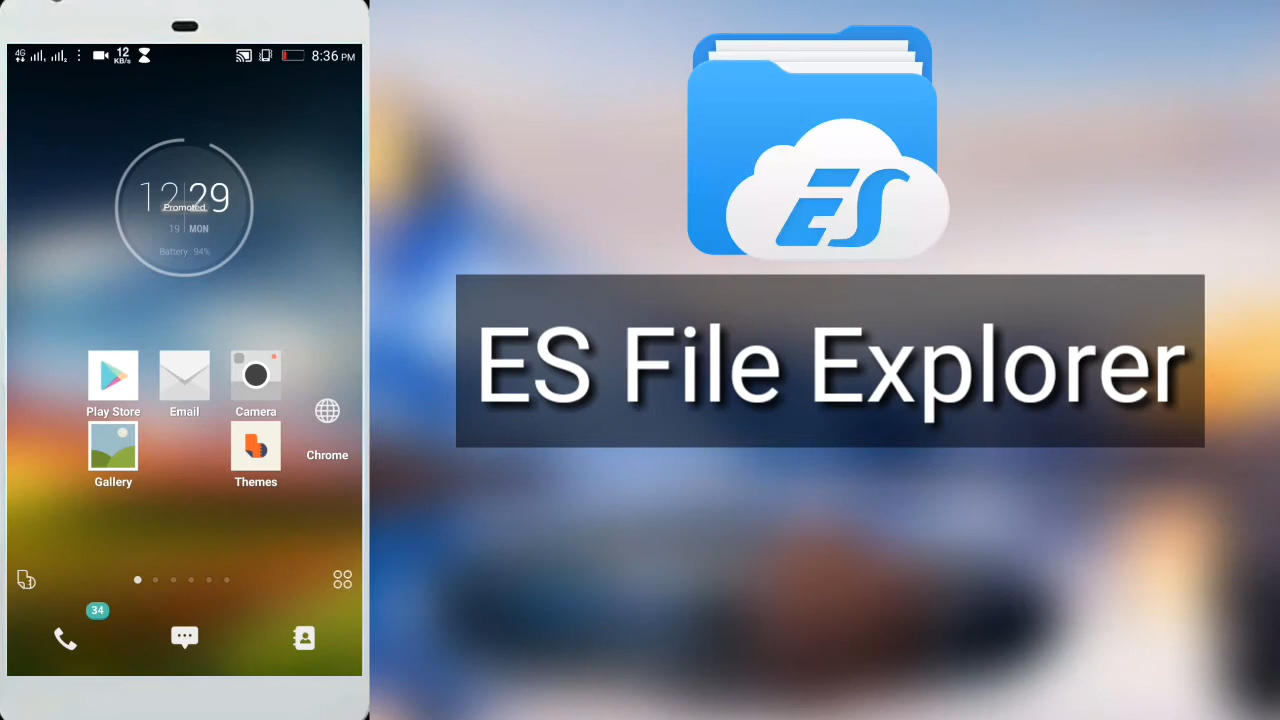 4G
12
KB/s
8:36 PM
12 29
Promoted
19 MON
Battery : 94%
Play Store
Email
Camera
Chrome
Gallery
Themes
34
ES
ES File Explorer